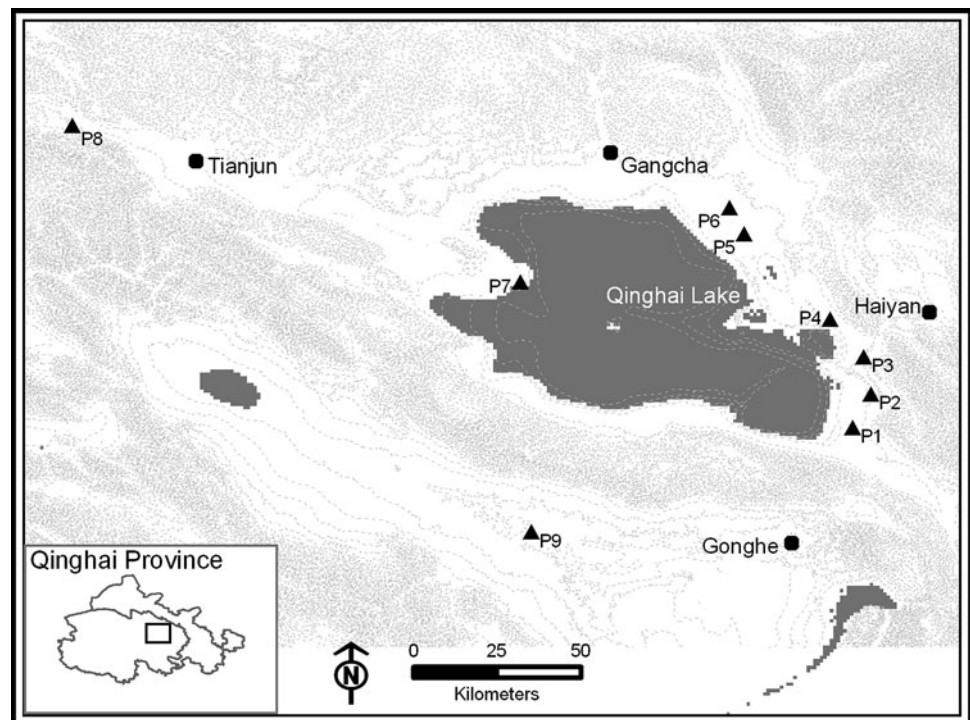 P8
Tianjun
Gangcha
P6
P5
P7
Qinghai Lake
Haiyan
P4
P3
P2
P1
P9
Gonghe
Qinghai Province
N
0 25 50
Kilometers